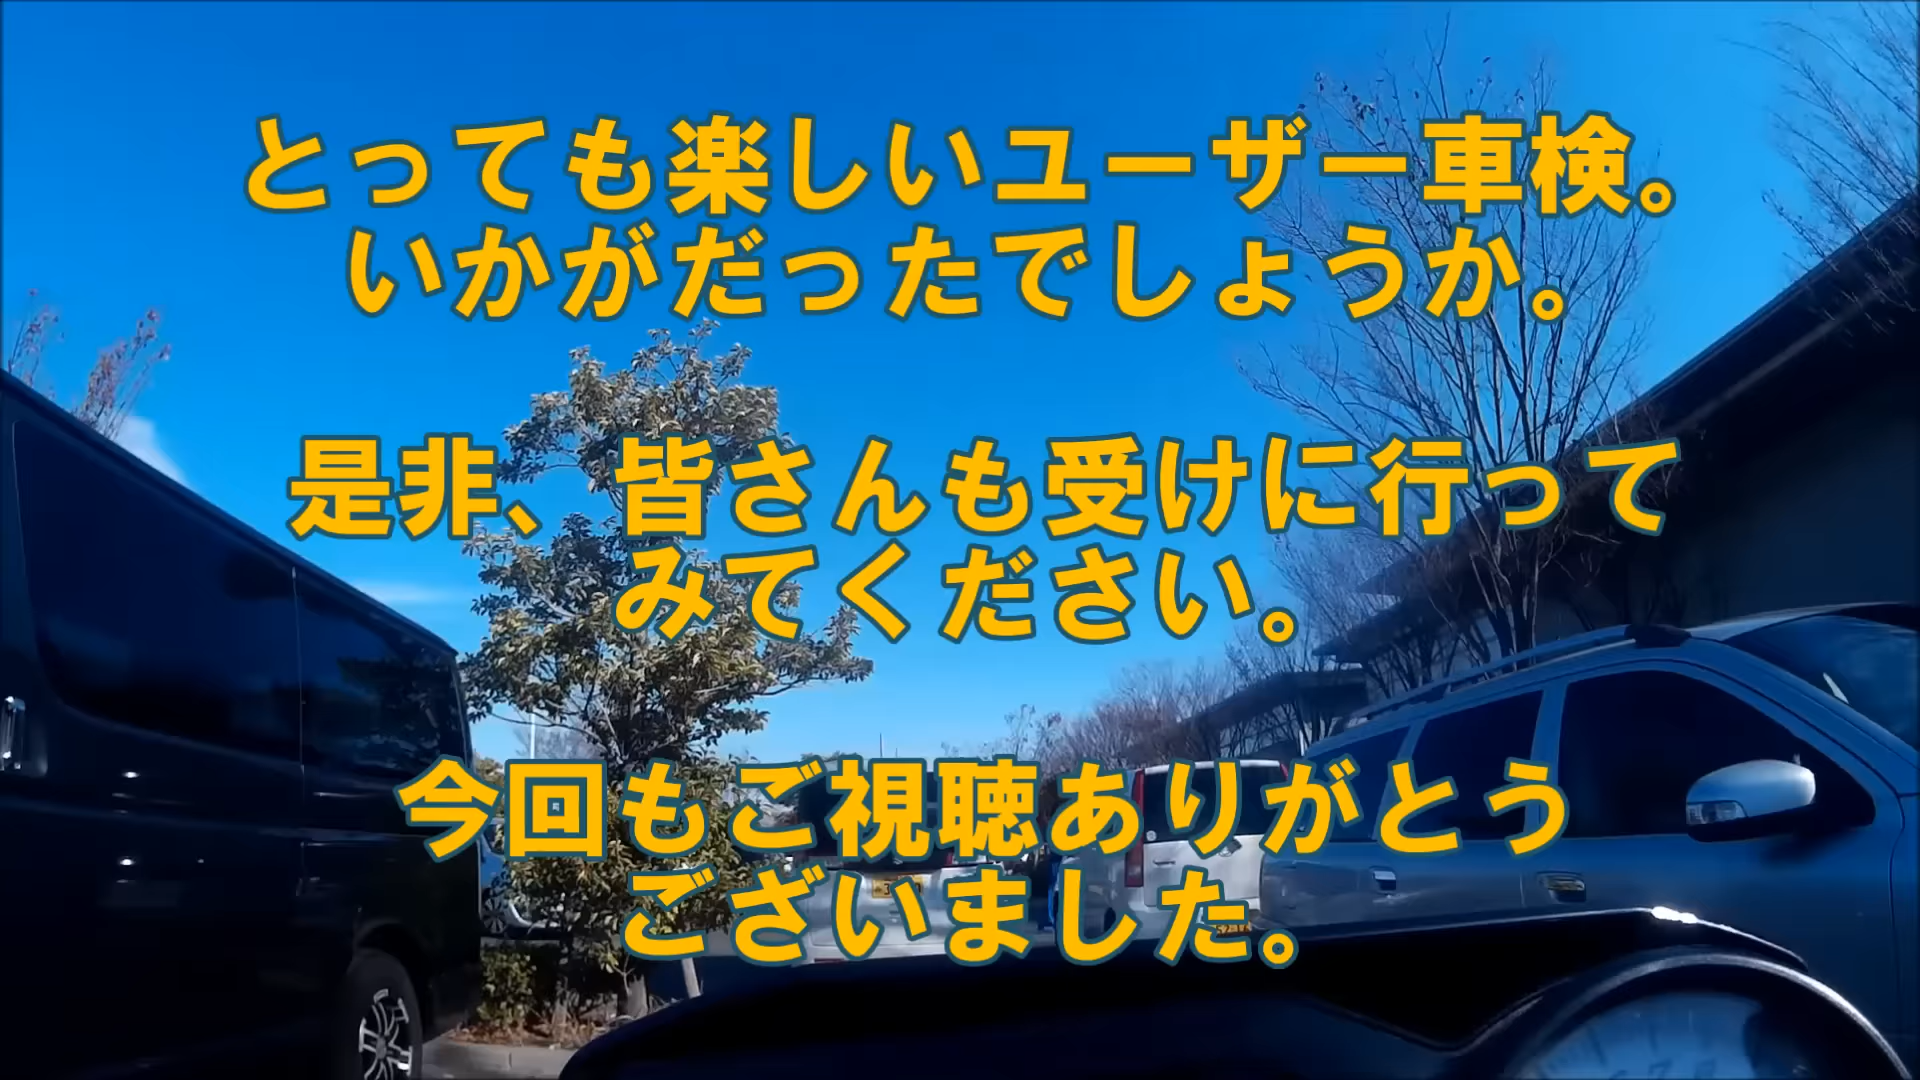 とっても楽しいユーザー車検。
いかがだったでしょうか。
是非、皆さんも受けに行って
みてください。
今回もご視聴ありがとう
ございました。